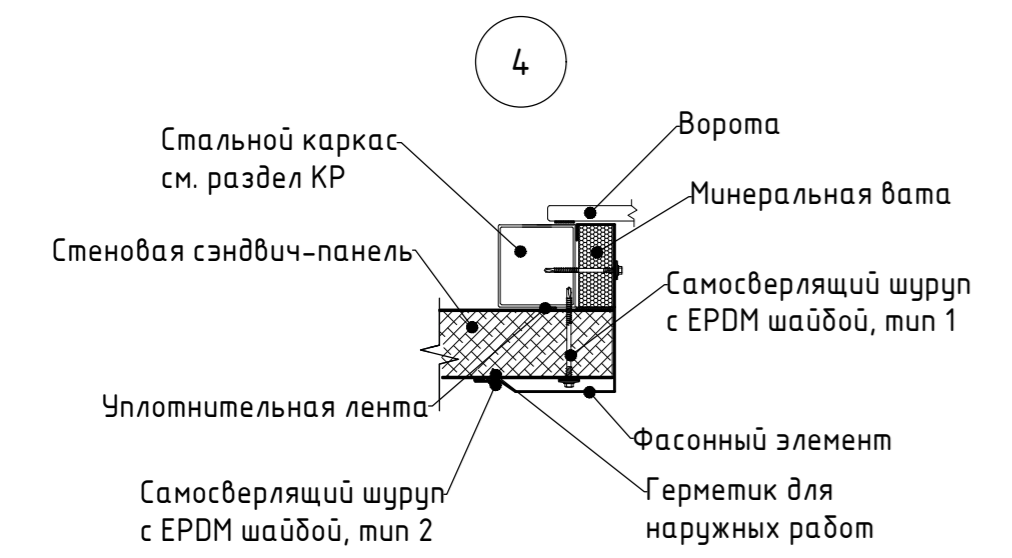 4
Стальной каркас
см. раздел КР
Ворота
Минеральная вата
Стеновая сэндвич-панель
Самосверлящий шуруп
с EPDM шайбой, тип 1
Уплотнительная лента
Фасонный элемент
Самосверлящий шуруп
с EPDM шайбой, тип 2
Герметик для
наружных работ